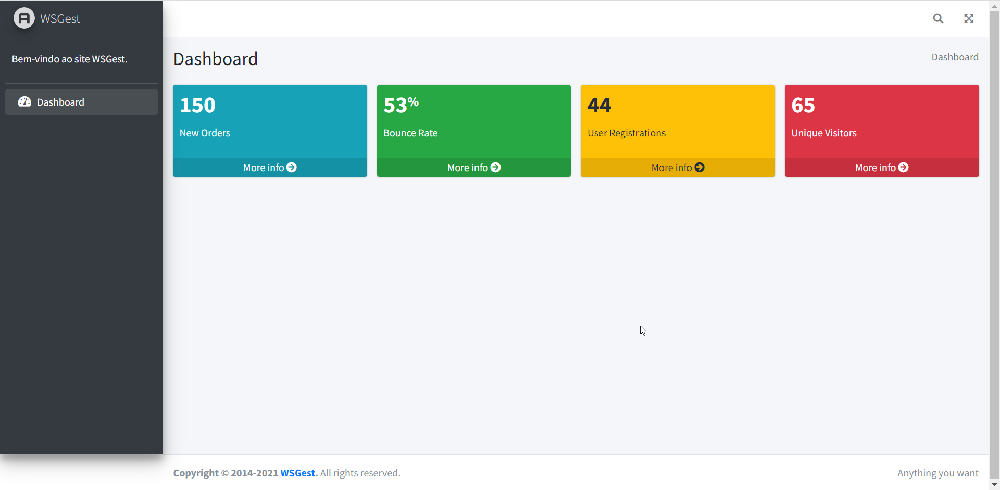 WSGest
Bem-vindo ao site WSGest.
Dashboard
Dashboard
Dashboard
150
New Orders
More info
53%
Bounce Rate
More info
44
User Registrations
More info
65
Unique Visitors
More info
Copyright © 2014-2021 WSGest. All rights reserved.
Anything you want